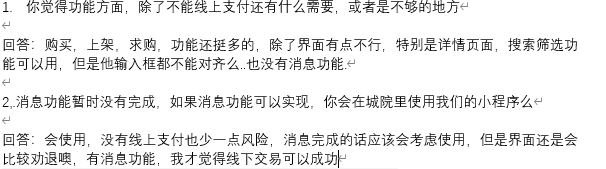 1. 你觉得功能方面，除了不能线上支付还有什么需要，或者是不够的地方
回答：购买，上架，求购，功能还挺多的，除了界面有点不行，特别是详情页面，搜索筛选功
能可以用，但是他输入框都不能对齐么..也没有消息功能.
2,.消息功能暂时没有完成，如果消息功能可以实现，你会在城院里使用我们的小程序么
回答：会使用，没有线上支付也少一点风险，消息完成的话应该会考虑使用，但是界面还是会
比较劝退噢，有消息功能，我才觉得线下交易可以成功